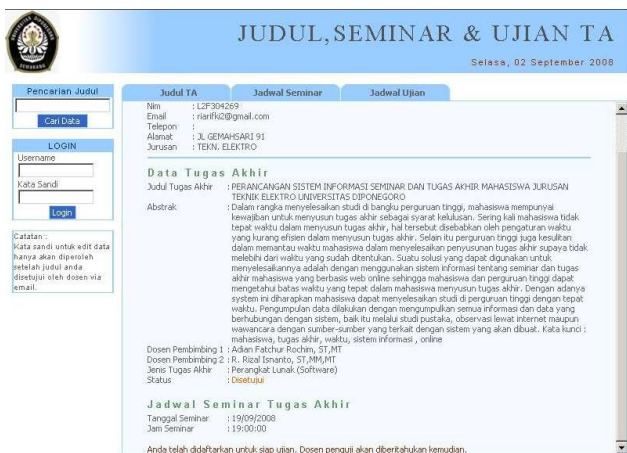 JUDUL,SEMINAR & UJIAN TA
Selasa, 02 September 2008
Pencarian Judul
Cari Data
LOGIN
Username
Kata Sandi
Login
Catatan :
Kata sandi untuk edit data
hanya akan diperoleh
setelah judul anda
disetujui oleh dosen via
email.
Judul TA
Jadwal Seminar
Jadwal Ujian
Nim : L2F304269
Email : riarifki2@gmail.com
Telepon :
Alamat : JL GEMAHSARI 91
Jurusan : TEKN. ELEKTRO
Data Tugas Akhir
Judul Tugas Akhir : PERANCANGAN SISTEM INFORMASI SEMINAR DAN TUGAS AKHIR MAHASISWA JURUSAN
TEKNIK ELEKTRO UNIVERSITAS DIPONEGORO
Abstrak : Dalam rangka menyelesaikan studi di bangku perguruan tinggi, mahasiswa mempunyai
kewajiban untuk menyusun tugas akhir sebagai syarat kelulusan. Sering kali mahasiswa tidak
tepat waktu dalam menyusun tugas akhir, hal tersebut disebabkan oleh pengaturan waktu
yang kurang efisien dalam menyusun tugas akhir. Selain itu perguruan tinggi juga kesulitan
dalam memantau waktu mahasiswa dalam menyelesaikan penyusunan tugas akhir supaya tidak
melebihi dari waktu yang sudah ditentukan. Suatu solusi yang dapat digunakan untuk
menyelesaikannya adalah dengan menggunakan sistem informasi tentang seminar dan tugas
akhir mahasiswa yang berbasis web online sehingga mahasiswa dan perguruan tinggi dapat
mengetahui batas waktu yang tepat dalam mahasiswa menyusun tugas akhir. Dengan adanya
system ini diharapkan mahasiswa dapat menyelesaikan studi di perguruan tinggi dengan tepat
waktu. Pengumpulan data dilakukan dengan mengumpulkan semua informasi dan data yang
berhubungan dengan sistem, baik itu melalui studi pustaka, observasi lewat internet maupun
wawancara dengan sumber-sumber yang terkait dengan sistem yang akan dibuat. Kata kunci :
mahasiswa, tugas akhir, waktu, sistem informasi , online
Dosen Pembimbing 1 : Adian Fatchur Rochim, ST,MT
Dosen Pembimbing 2 : R. Rizal Isnanto, ST,MM,MT
Jenis Tugas Akhir : Perangkat Lunak (Software)
Status : Disetujui
Jadwal Seminar Tugas Akhir
Tanggal Seminar : 19/09/2008
Jam Seminar : 19:00:00
Anda telah didaftarkan untuk siap ujian. Dosen penguji akan diberitahukan kemudian.